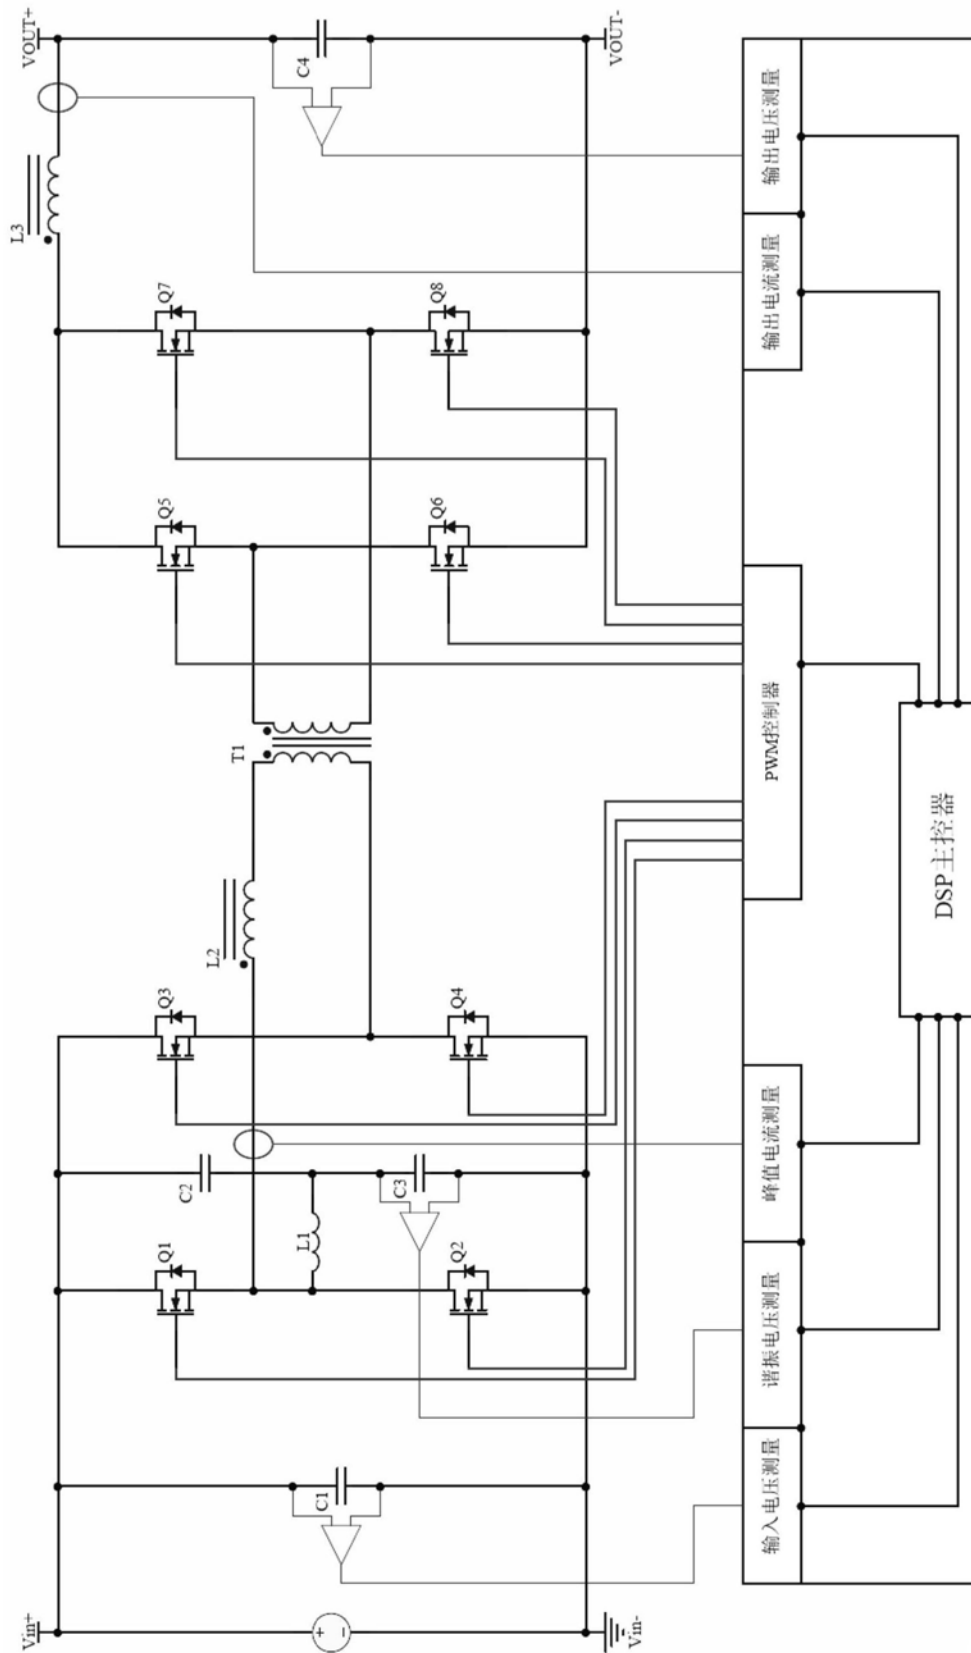 Vin+
Vin-
C1
Q1
Q2
L1
C2
C3
Q3
Q4
L2
T1
Q5
Q6
Q7
Q8
L3
C4
VOUT+
VOUT-
输入电压测量
谐振电压测量
峰值电流测量
PWM控制器
输出电流测量
输出电压测量
DSP主控器